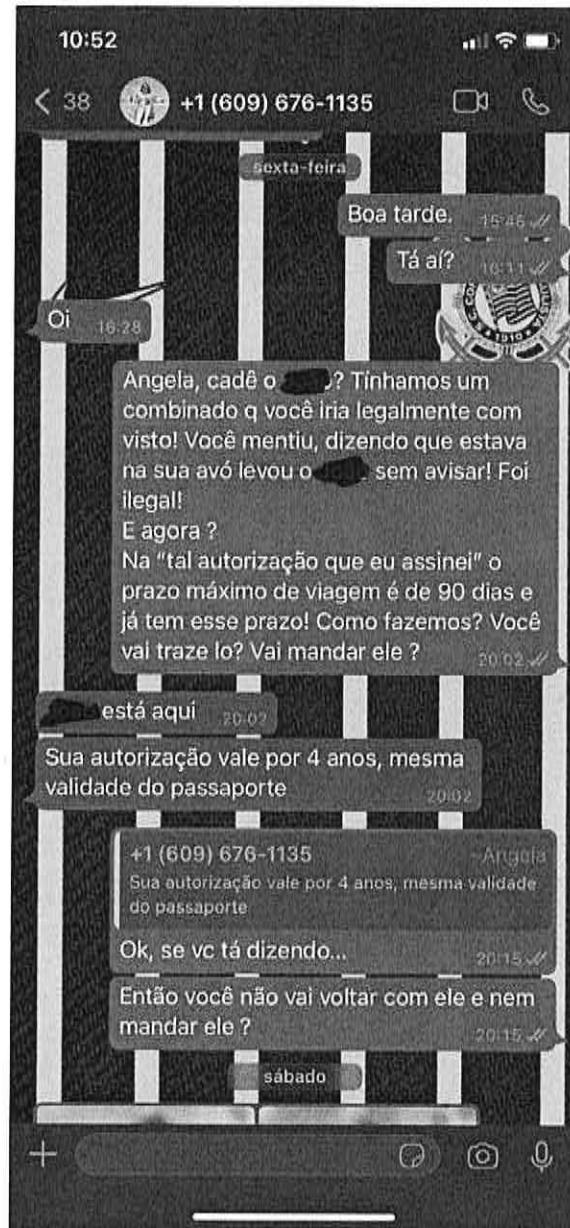 10:52
38
+1 (609) 676-1135
sexta-feira
Boa tarde. 15:46
Tá aí? 16:11
Oi 16:28
1910
Angela, cadê o ? Tínhamos um
combinado q você iria legalmente com
visto! Você mentiu, dizendo que estava
na sua avó levou o sem avisar! Foi
ilegal!
E agora ?
Na “tal autorização que eu assinei” o
prazo máximo de viagem é de 90 dias e
já tem esse prazo! Como fazemos? Você
vai traze lo? Vai mandar ele ? 20:02
está aqui 20:02
Sua autorização vale por 4 anos, mesma
validade do passaporte 20:02
+1 (609) 676-1135 ~Angela
Sua autorização vale por 4 anos, mesma validade
do passaporte
Ok, se vc tá dizendo... 20:15
Então você não vai voltar com ele e nem
mandar ele ? 20:15
sábado